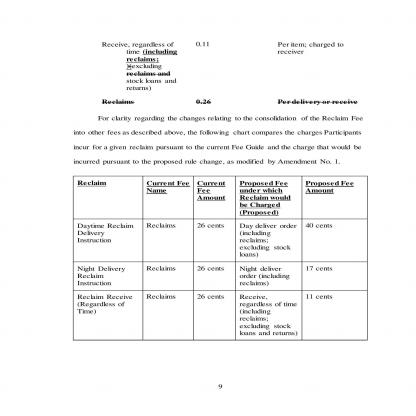 Receive, regardless of 0.11 Per item; charged to
time (including receiver
reclaims;
excluding
reclaims and
stock loans and
returns)
Reclaims 0.26 Per delivery or receive
For clarity regarding the changes relating to the consolidation of the Reclaim Fee
into other fees as described above, the following chart compares the charges Participants
incur for a given reclaim pursuant to the current Fee Guide and the charge that would be
incurred pursuant to the proposed rule change, as modified by Amendment No. 1.
Reclaim Current Fee Current Proposed Fee Proposed Fee
Name Fee under which Amount
Amount Reclaim would
be Charged
(Proposed)
Daytime Reclaim Reclaims 26 cents Day deliver order 40 cents
Delivery (including
Instruction reclaims;
excluding stock
loans)
Night Delivery Reclaims 26 cents Night deliver 17 cents
Reclaim order (including
Instruction reclaims)
Reclaim Receive Reclaims 26 cents Receive, 11 cents
(Regardless of regardless of time
Time) (including
reclaims;
excluding stock
loans and returns)
9